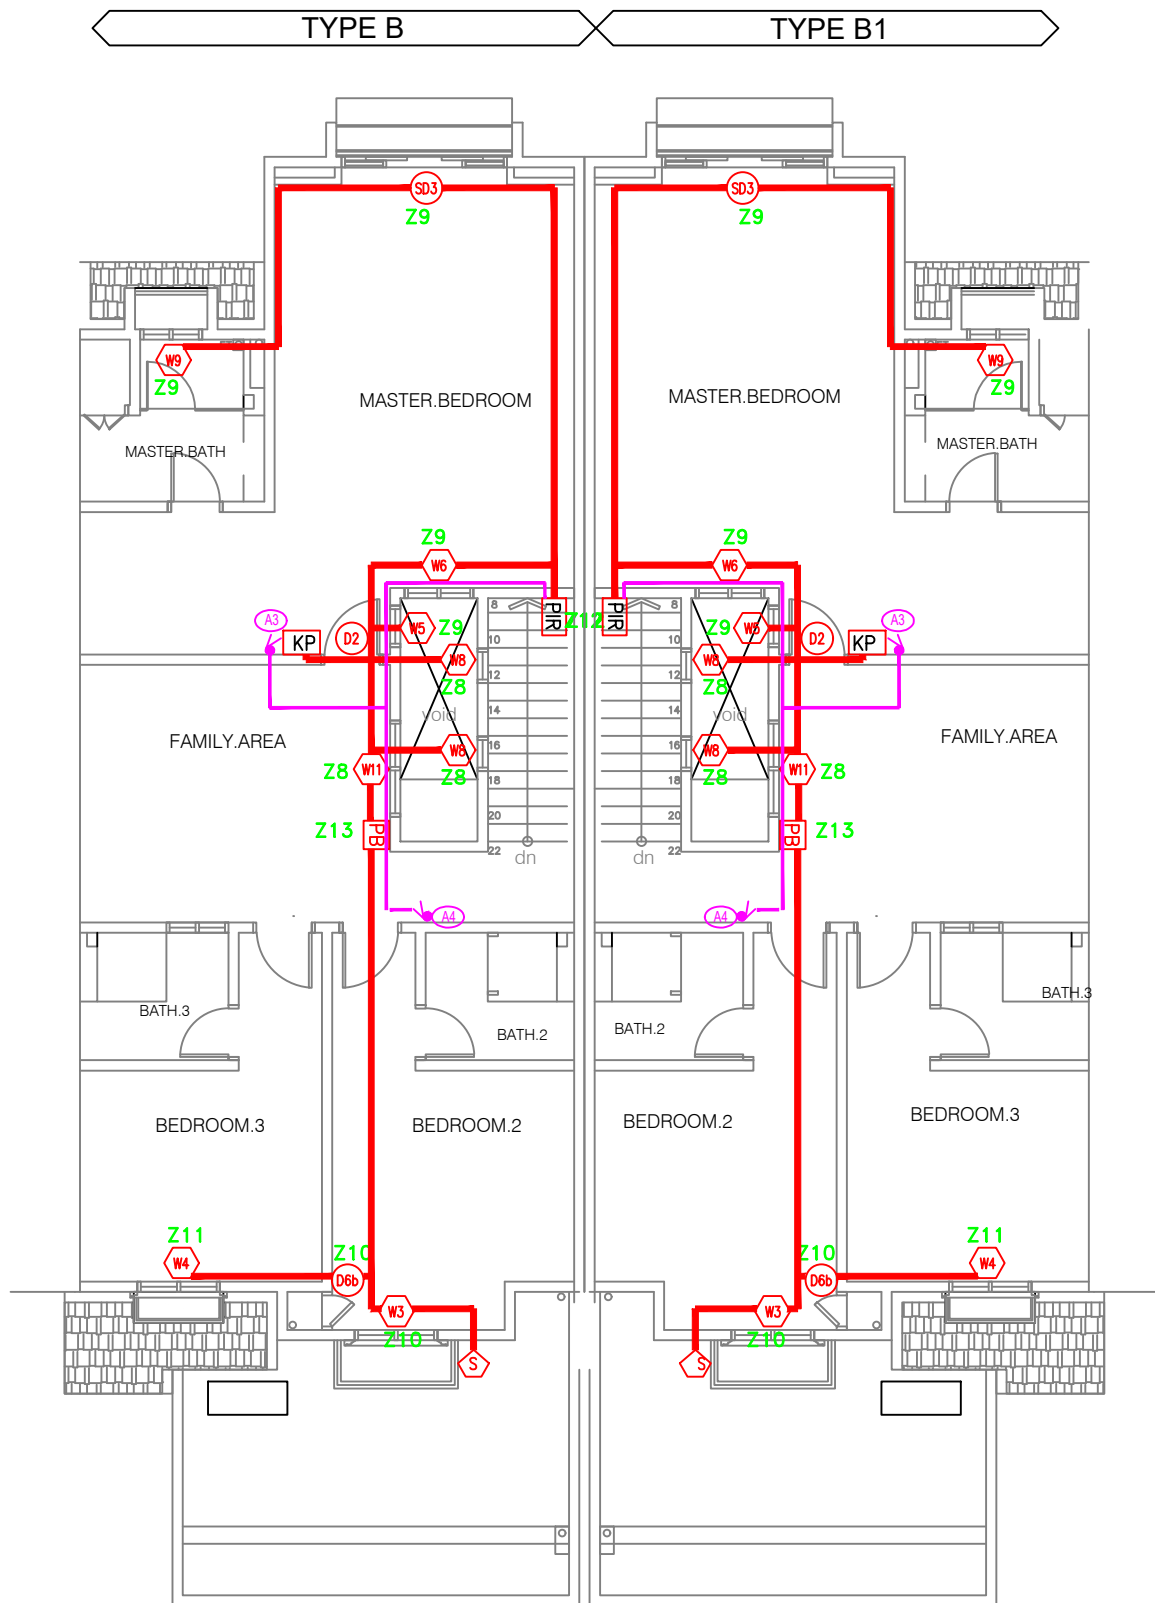 TYPE B TYPE B1
SD3 SD3
Z9 Z9
W9 W9
Z9 Z9
MASTER.BEDROOM MASTER.BEDROOM
MASTER.BATH MASTER.BATH
Z9 Z9
W6 W6
8 PIR Z12 PIR 8
A3 KP D2 W5 Z9 Z9 W5 D2 KP A3
10 10
W8 W8
12 12
Z8 Z8
void 14 14 void
FAMILY.AREA FAMILY.AREA
W8 16 16 W8
Z8 W11 Z8 18 18 Z8 W11 Z8
20 20
Z13 PB PB Z13
22 dn dn 22
A4 A4
BATH.3 BATH.2 BATH.2 BATH.3
BEDROOM.3 BEDROOM.2 BEDROOM.2 BEDROOM.3
Z11 Z10 Z10 Z11
W4 D6b D6b W4
W3 W3
Z10 Z10
S S